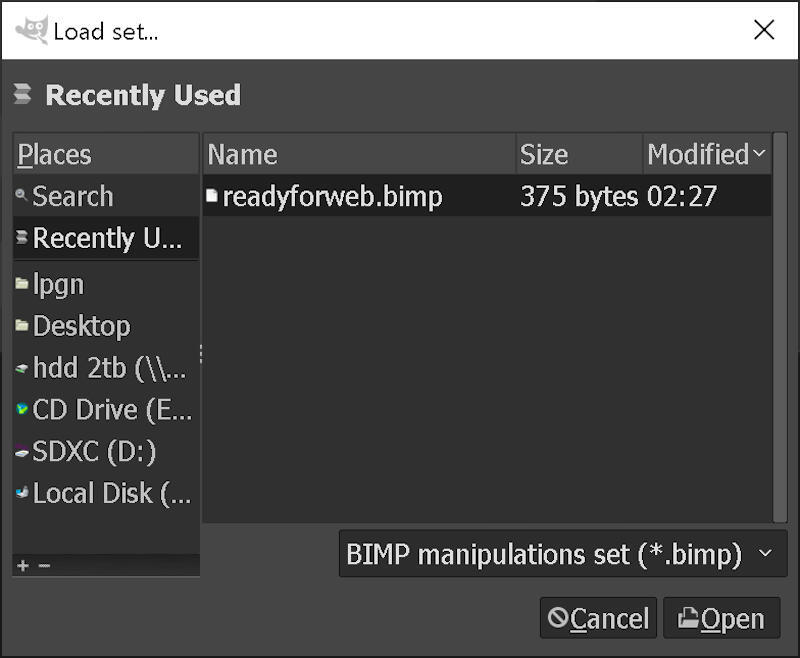 Load set...
Recently Used
Places
Name Size Modified
Search
readyforweb.bimp 375 bytes 02:27
Recently U...
lpgn
Desktop
hdd 2tb (\\...
CD Drive (E...
SDXC (D:)
Local Disk (...
BIMP manipulations set (*.bimp)
Cancel Open